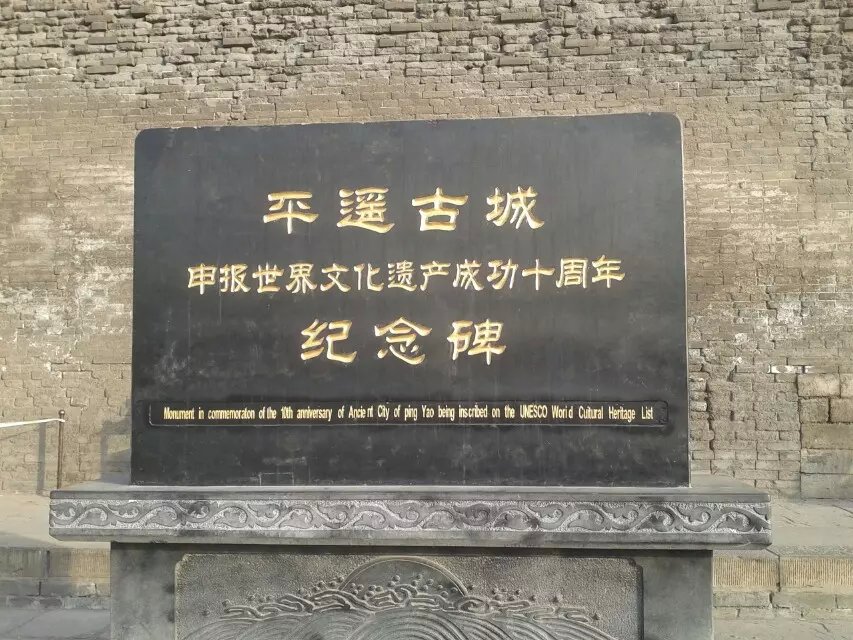 平遥古城
申报世界文化遗产成功十周年
纪念碑
Monument in commemoraton of the 10th anniversary of Ancient City of ping Yao being inscribed on the UNESCO World Cultural Heritage List